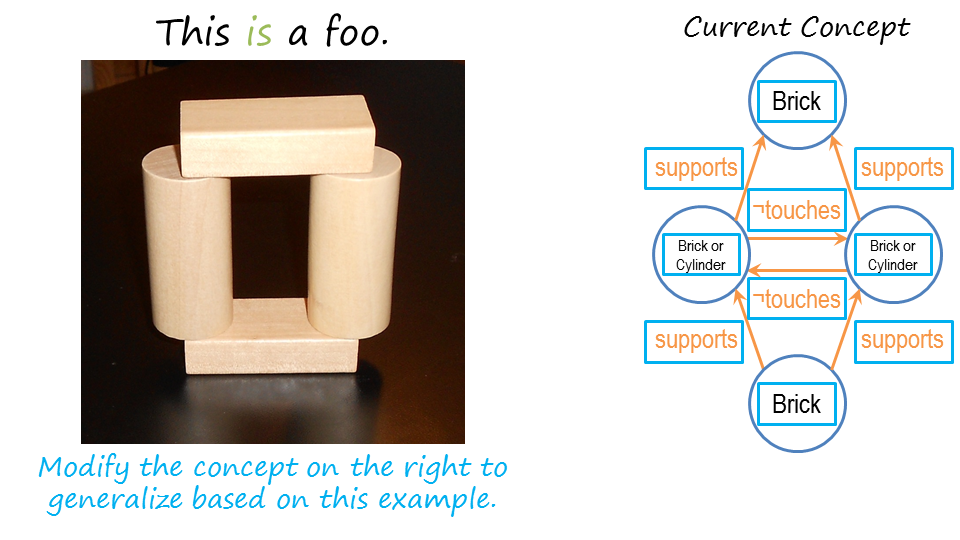 This is a foo.
Current Concept
Brick
supports
supports
¬touches
Brick or
Cylinder
Brick or
Cylinder
¬touches
supports
supports
Brick
Modify the concept on the right to
generalize based on this example.